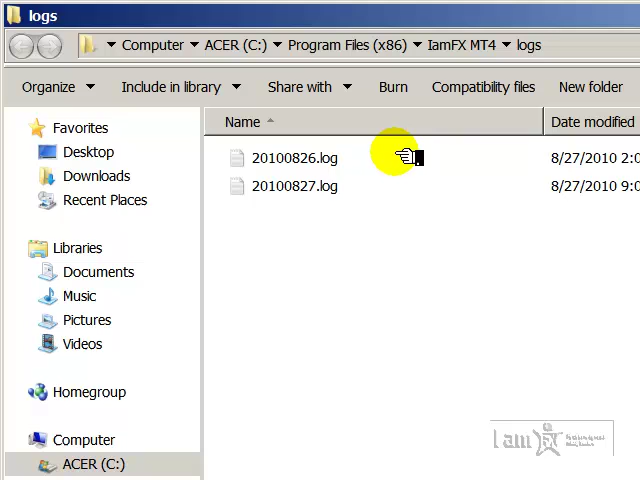 logs
Computer ACER (C:) Program Files (x86) IamFX MT4 logs
Organize Include in library Share with Burn Compatibility files New folder
Name Date modified
Favorites
Desktop
Downloads
Recent Places
Libraries
Documents
Music
Pictures
Videos
Homegroup
Computer
ACER (C:)
20100826.log 8/27/2010 2:0
20100827.log 8/27/2010 9:0
I am FX